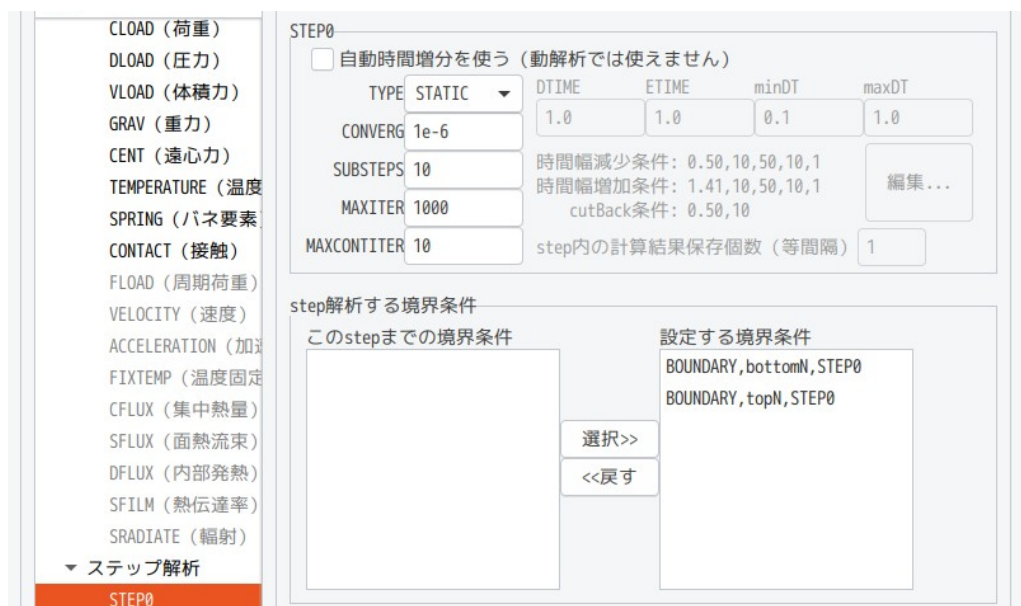 CLOAD (荷重)
DLOAD (圧力)
VLOAD (体積力)
GRAV (重力)
CENT (遠心力)
TEMPERATURE (温度
SPRING (バネ要素
CONTACT (接触)
FLOAD (周期荷重)
VELOCITY (速度)
ACCELERATION (加速
FIXTEMP (温度固定
CFLUX (集中熱量)
SFLUX (面熱流束)
DFLUX (内部発熱)
SFILM (熱伝達率)
SRADIATE (輻射)
ステップ解析
STEP0
STEP0
自動時間増分を使う (動解析では使えません)
TYPE STATIC
CONVERG 1e-6
SUBSTEPS 10
MAXITER 1000
MAXCONTITER 10
DTIME ETIME minDT maxDT
1.0 1.0 0.1 1.0
時間幅減少条件: 0.50,10,50,10,1
時間幅増加条件: 1.41,10,50,10,1
cutBack条件: 0.50,10
編集...
step内の計算結果保存個数 (等間隔) 1
step解析する境界条件
このstepまでの境界条件
選択>>
<<戻す
設定する境界条件
BOUNDARY,bottomN,STEP0
BOUNDARY,topN,STEP0